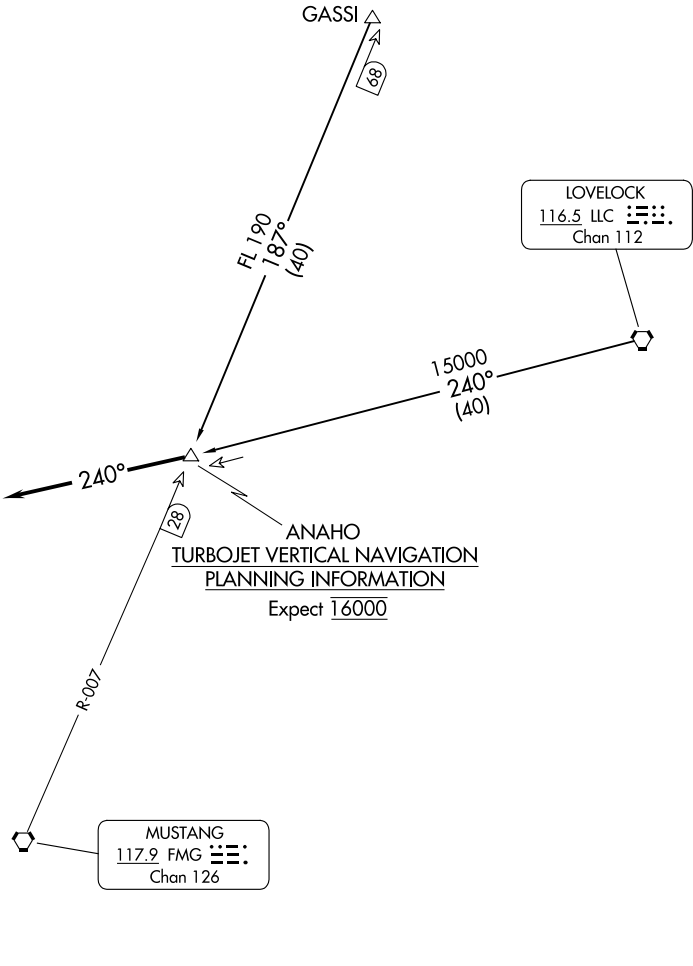 GASSI
68
FL 190
187°
(40)
LOVELOCK
116.5 LLC
Chan 112
15000
240°
(40)
240°
28
ANAHO
TURBOJET VERTICAL NAVIGATION
PLANNING INFORMATION
Expect 16000
R-007
MUSTANG
117.9 FMG
Chan 126